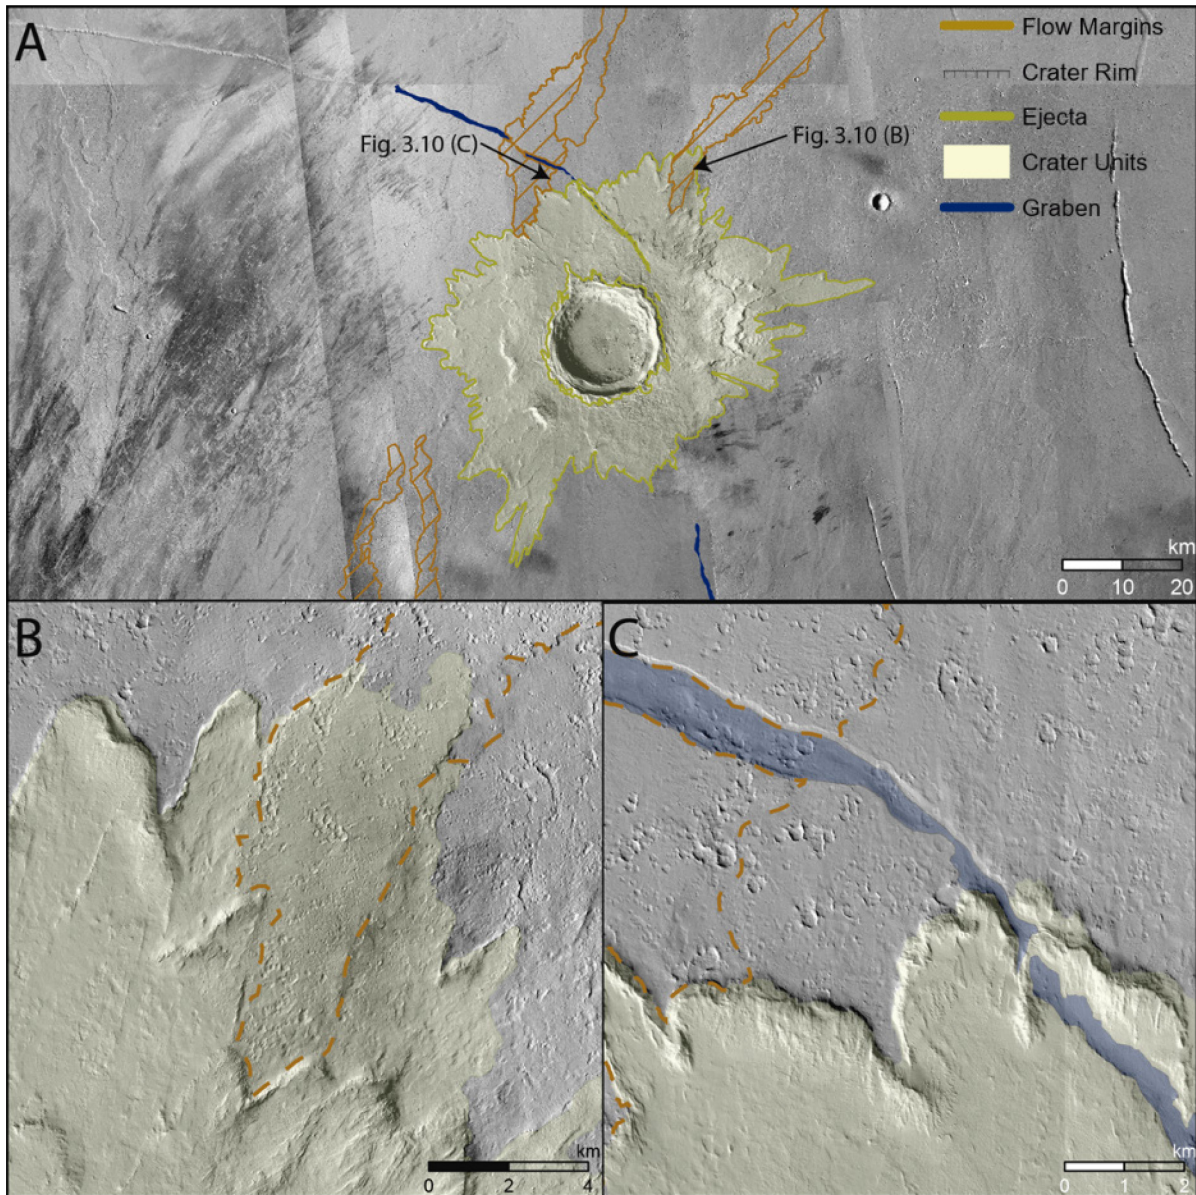 A
Flow Margins
Crater Rim
Ejecta
Crater Units
Graben
Fig. 3.10 (C)
Fig. 3.10 (B)
km
0 10 20
B
km
0 2 4
C
km
0 1 2